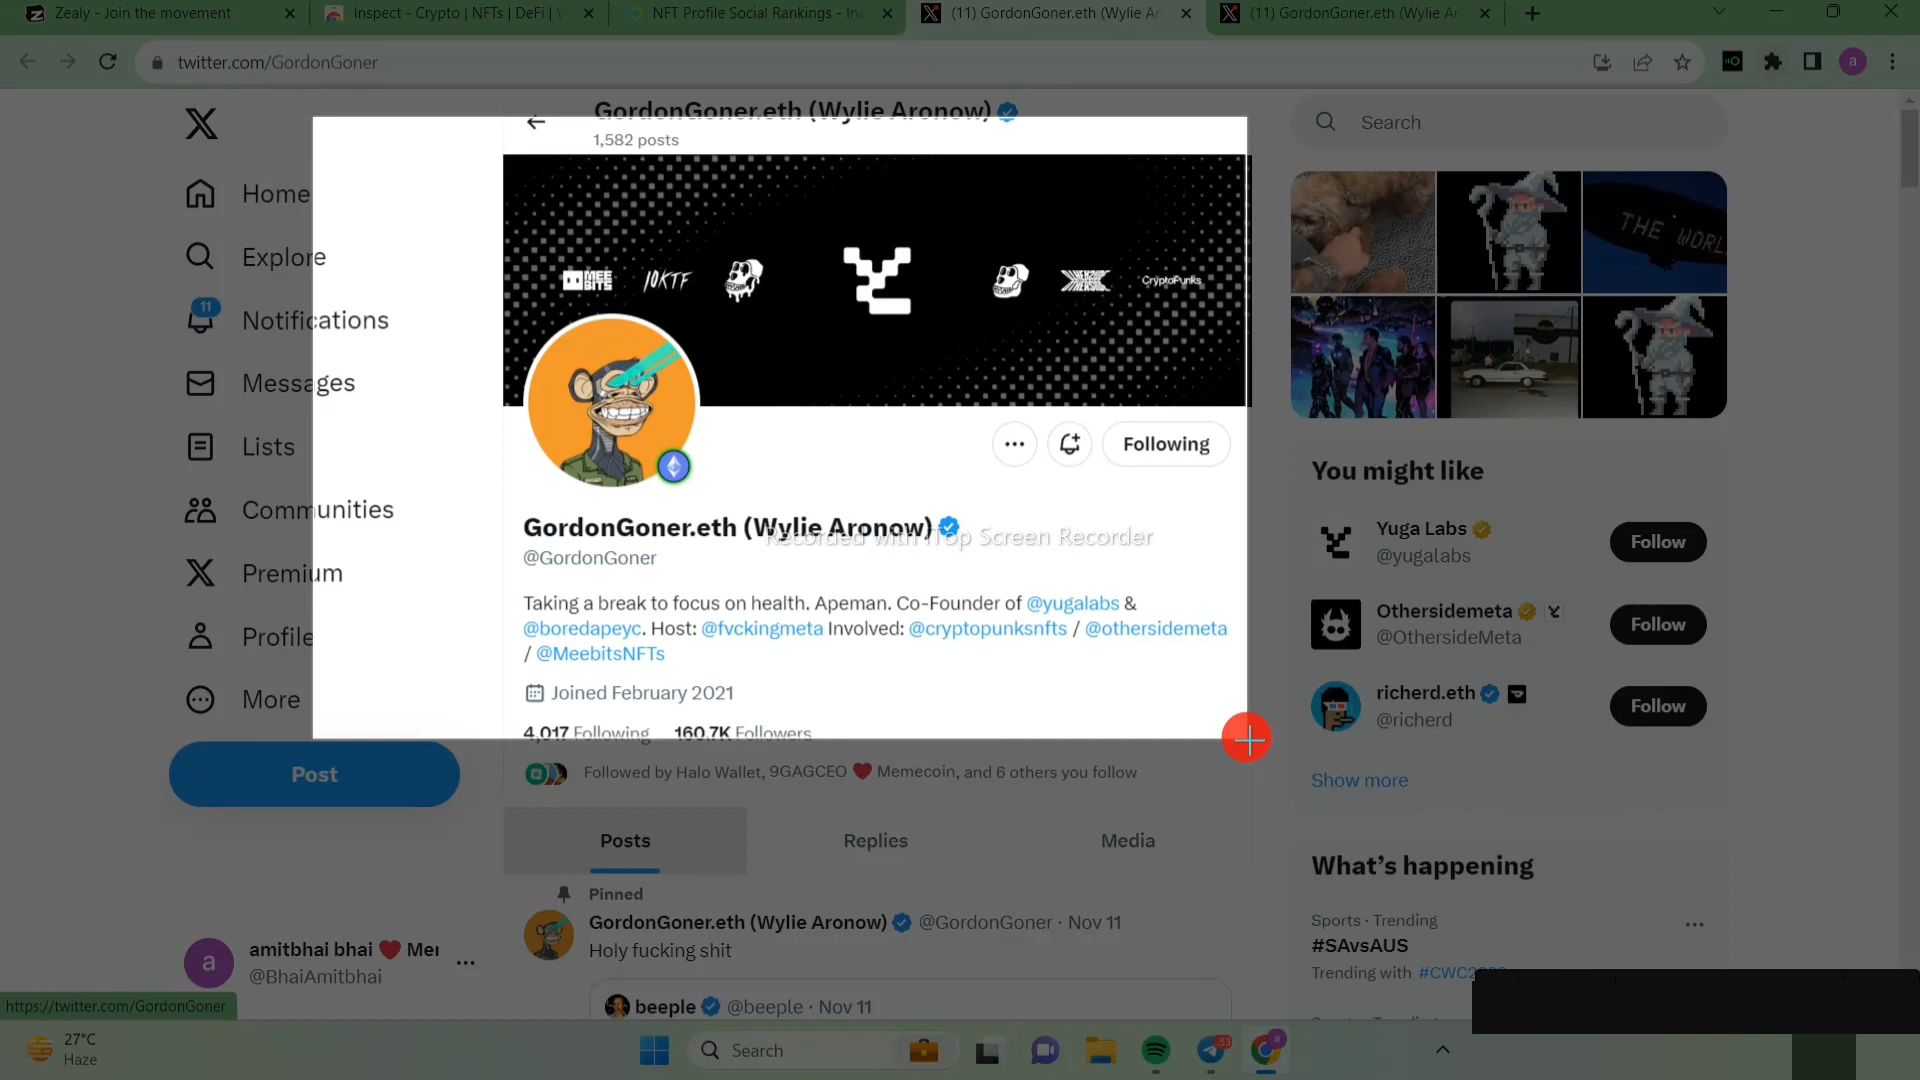 Zealy - Join the movement
Inspect - Crypto | NFTs | DeFi |
NFT Profile Social Rankings -
(11) GordonGoner.eth (Wylie
(11) GordonGoner.eth (Wylie
twitter.com/GordonGoner
a
Home
Explore
11
Notifications
Messages
Lists
Communities
Premium
Profile
More
Post
amitbhai bhai ❤️
@BhaiAmitbhai
https://twitter.com/GordonGoner
GordonGoner.eth (Wylie Aronow)
1,582 posts
MEEBITS
10KTF
CryptoPunks
Following
GordonGoner.eth (Wylie Aronow)
Recorded with iTop Screen Recorder
@GordonGoner
Taking a break to focus on health. Apeman. Co-Founder of @yugalabs &
@boredapeyc. Host: @fvckingmeta Involved: @cryptopunksnfts / @othersidemeta
/ @MeebitsNFTs
Joined February 2021
4,017 Following 160.7K Followers
Followed by Halo Wallet, 9GAGCEO ❤️ Memecoin, and 6 others you follow
Posts Replies Media
Pinned
GordonGoner.eth (Wylie Aronow) @GordonGoner · Nov 11
Holy fucking shit
beeple @beeple · Nov 11
Search
THE WORL
You might like
Yuga Labs
@yugalabs
Follow
Othersidemeta
@OthersideMeta
Follow
richerd.eth
@richerd
Follow
Show more
What's happening
Sports · Trending
#SAvsAUS
Trending with
27°C
Haze
Search
53